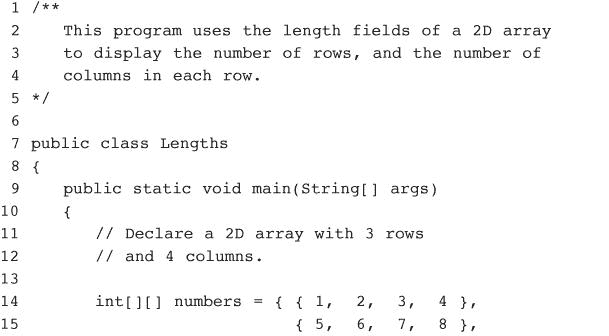 1 /**
2     This program uses the length fields of a 2D array
3     to display the number of rows, and the number of
4     columns in each row.
5 */
6
7 public class Lengths
8 {
9     public static void main(String[] args)
10     {
11         // Declare a 2D array with 3 rows
12         // and 4 columns.
13
14         int[][] numbers = { { 1,  2,  3,  4 },
15                             { 5,  6,  7,  8 },